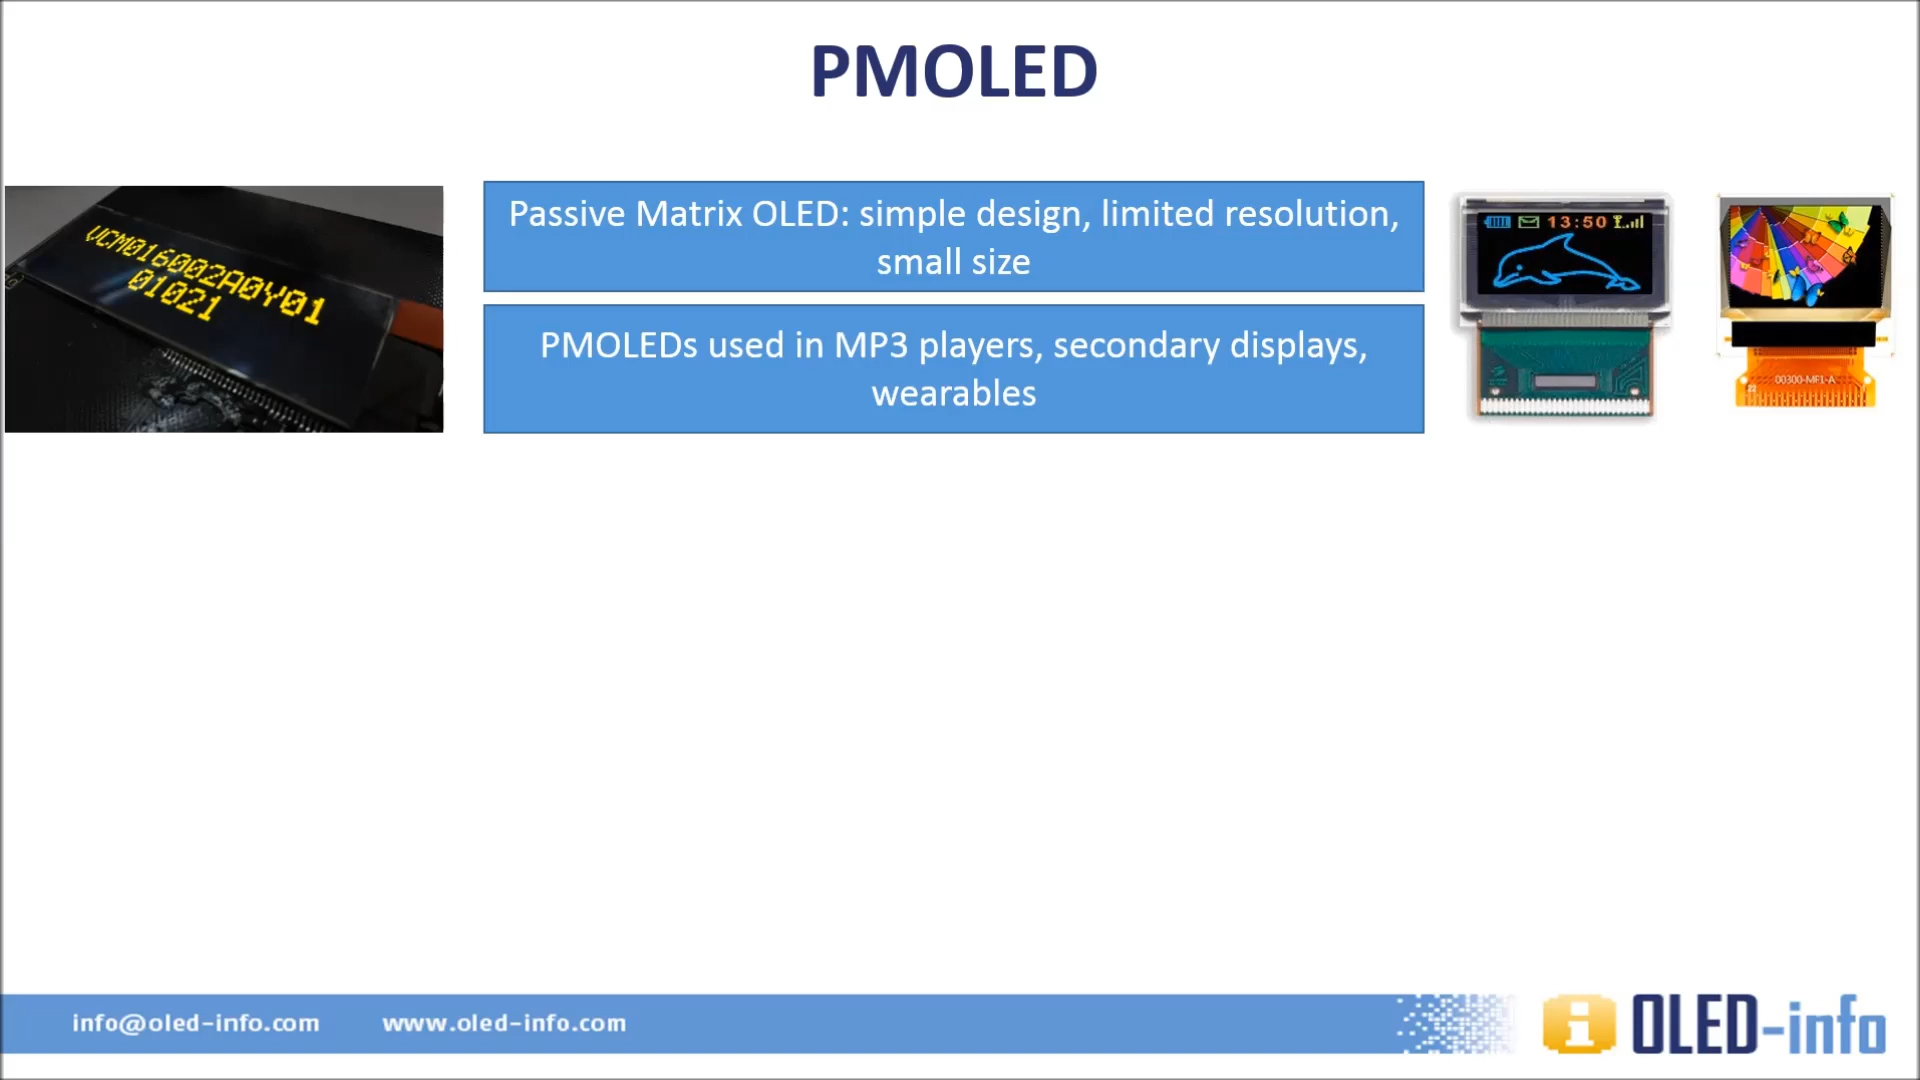 PMOLED
VCM016002A0Y01
01021
Passive Matrix OLED: simple design, limited resolution,
small size
PMOLEDs used in MP3 players, secondary displays,
wearables
13:50
00300-MF1-A
info@oled-info.com
www.oled-info.com
i OLED-info